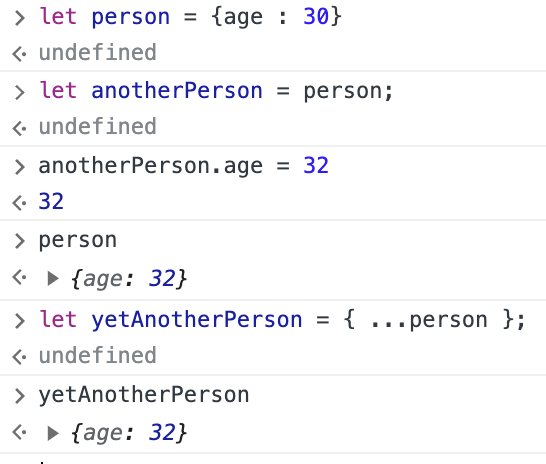 > let person = {age : 30}
<· undefined
> let anotherPerson = person;
<· undefined
> anotherPerson.age = 32
<· 32
> person
<· ▶ {age: 32}
> let yetAnotherPerson = { ...person };
<· undefined
> yetAnotherPerson
<· ▶ {age: 32}